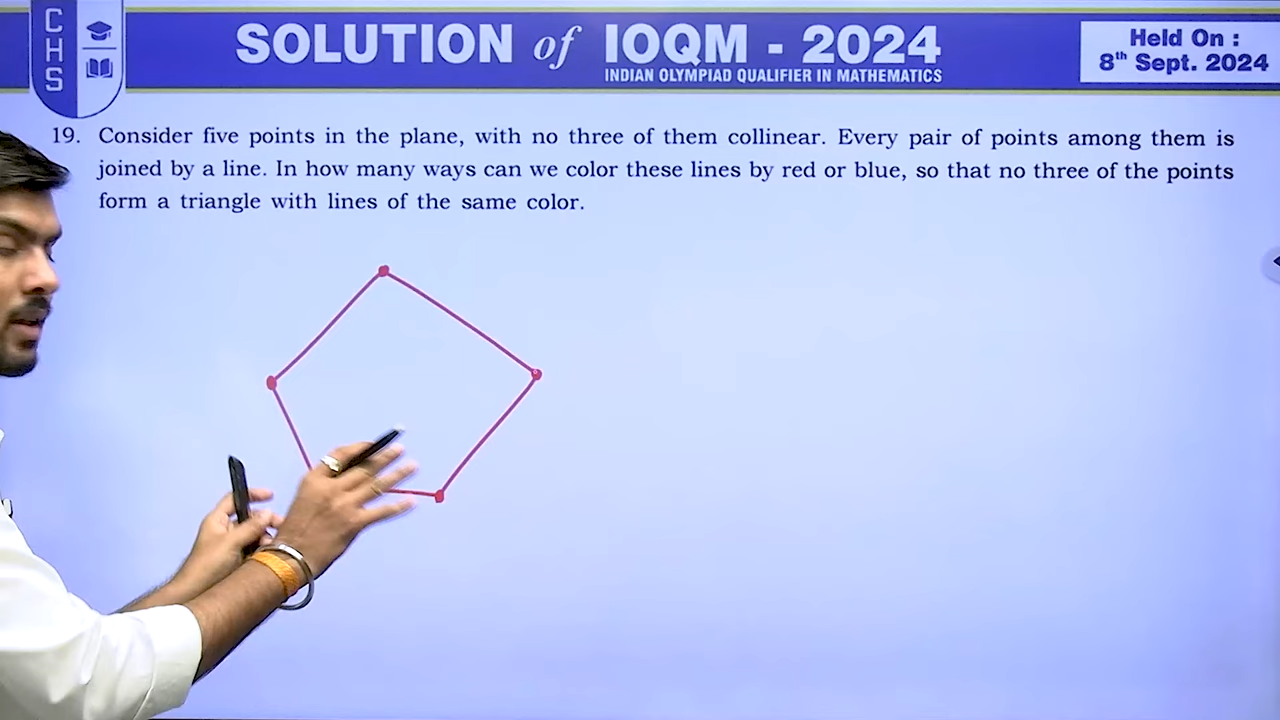 CHS
SOLUTION of IOQM - 2024
INDIAN OLYMPIAD QUALIFIER IN MATHEMATICS
Held On :
8th Sept. 2024
19. Consider five points in the plane, with no three of them collinear. Every pair of points among them is
joined by a line. In how many ways can we color these lines by red or blue, so that no three of the points
form a triangle with lines of the same color.